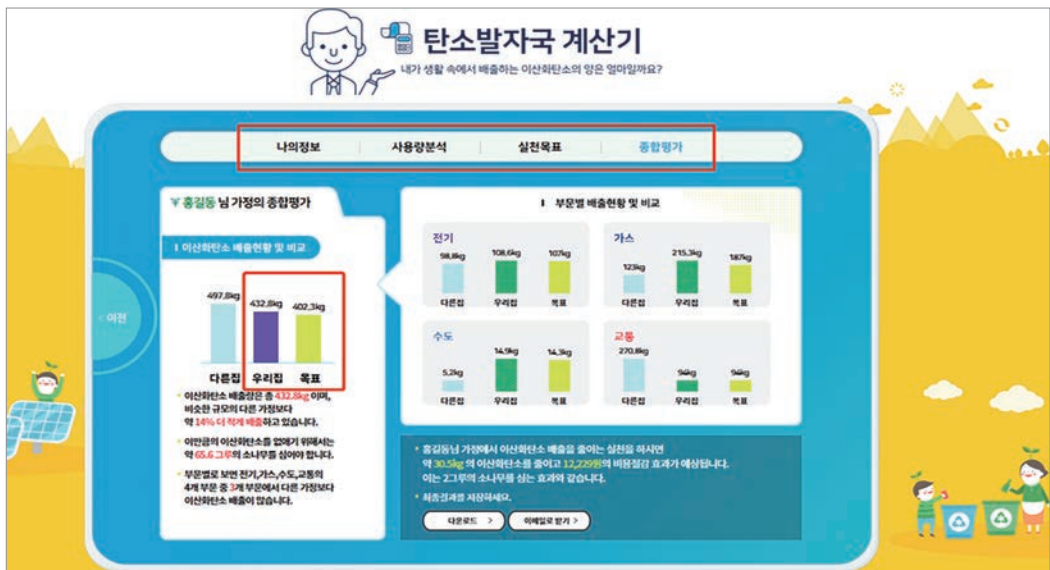 탄소발자국 계산기
내가 생활 속에서 배출하는 이산화탄소의 양은 얼마일까요?
나의정보 사용량분석 실천목표 종합평가
홍길동 님 가정의 종합평가
이산화탄소 배출현황 및 비교
497.8kg 432.8kg 402.3kg
다른집 우리집 목표
이산화탄소 배출량은 총 432.8kg 이며,
비슷한 규모의 다른 가정보다
약 14% 더 적게 배출하고 있습니다.
이만큼의 이산화탄소를 없애기 위해서는
약 65.6 그루의 소나무를 심어야 합니다.
부문별로 보면 전기,가스,수도,교통의
4개 부문 중 3개 부문에서 다른 가정보다
이산화탄소 배출이 많습니다.
< 이전
부문별 배출현황 및 비교
전기
98.8kg 108.6kg 107kg
다른집 우리집 목표
가스
123kg 215.3kg 187kg
다른집 우리집 목표
수도
5.2kg 14.9kg 14.3kg
다른집 우리집 목표
교통
270.8kg 94kg 94kg
다른집 우리집 목표
홍길동님 가정에서 이산화탄소 배출을 줄이는 실천을 하시면
약 30.5kg 의 이산화탄소를 줄이고 12,229원의 비용절감 효과가 예상됩니다.
이는 2그루의 소나무를 심는 효과와 같습니다.
최종결과를 저장하세요.
다운로드 > 이메일로 받기 >